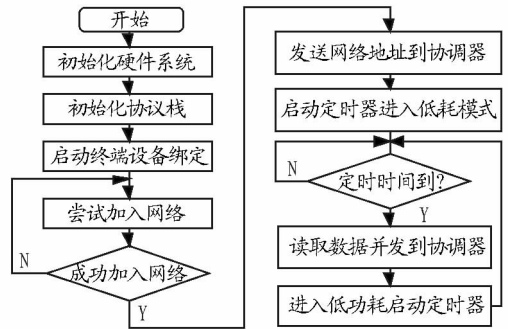 开始
初始化硬件系统
初始化协议栈
启动终端设备绑定
尝试加入网络
N
成功加入网络
Y
发送网络地址到协调器
启动定时器进入低耗模式
N
定时时间到?
Y
读取数据并发到协调器
进入低功耗启动定时器